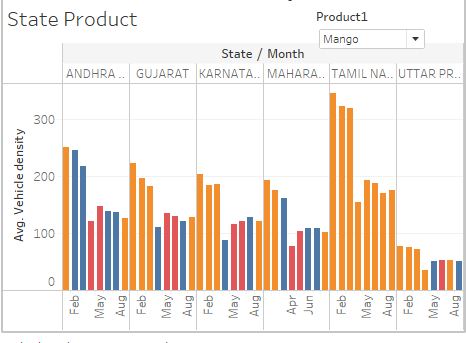 State Product
Product1
Mango
State / Month
ANDHRA .. GUJARAT KARNATA.. MAHARA.. TAMIL NA.. UTTAR PR..
Avg. Vehicle density
300
200
100
0
Feb May Aug Feb May Aug Feb May Aug Apr Jun Feb May Aug Feb May Aug